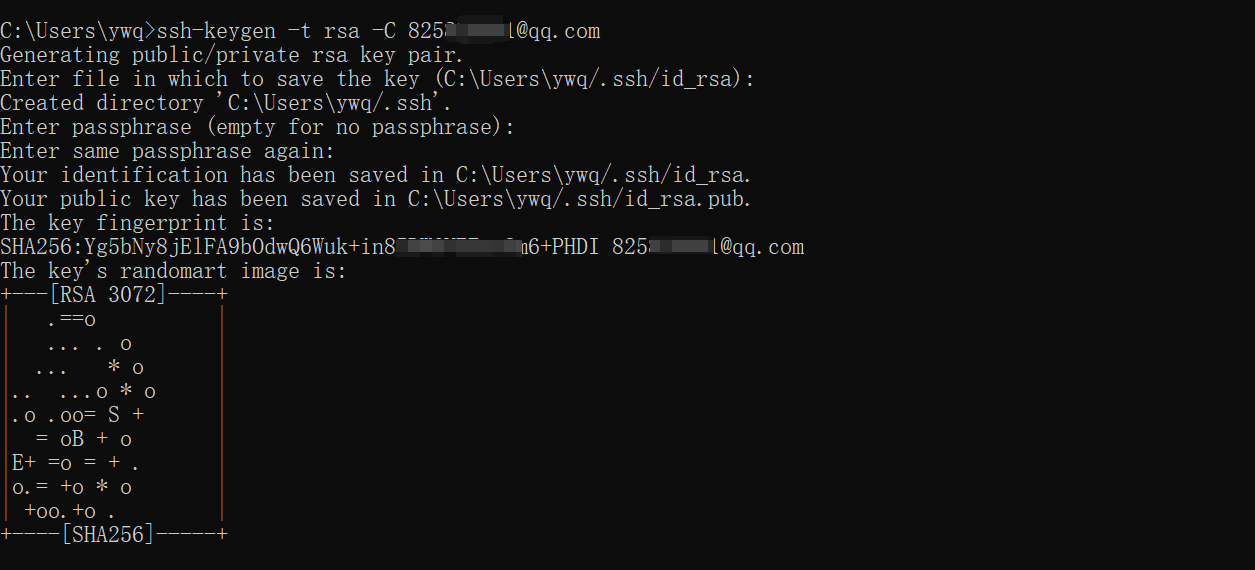 C:\Users\ywq>ssh-keygen -t rsa -C 825 1@qq.com
Generating public/private rsa key pair.
Enter file in which to save the key (C:\Users\ywq/.ssh/id_rsa):
Created directory 'C:\Users\ywq/.ssh'.
Enter passphrase (empty for no passphrase):
Enter same passphrase again:
Your identification has been saved in C:\Users\ywq/.ssh/id_rsa.
Your public key has been saved in C:\Users\ywq/.ssh/id_rsa.pub.
The key fingerprint is:
SHA256:Yg5bNy8jElFA9bOdwQ6Wuk+in8 m6+PHDI 825 1@qq.com
The key's randomart image is:
+---[RSA 3072]----+
|   .==o          |
|   ... . o       |
|  ...   * o      |
|..  ...o * o     |
|.o .oo= S +      |
|  = oB + o       |
|E+ =o = + .      |
|o.= +o * o       |
| +oo.+o .        |
+----[SHA256]-----+